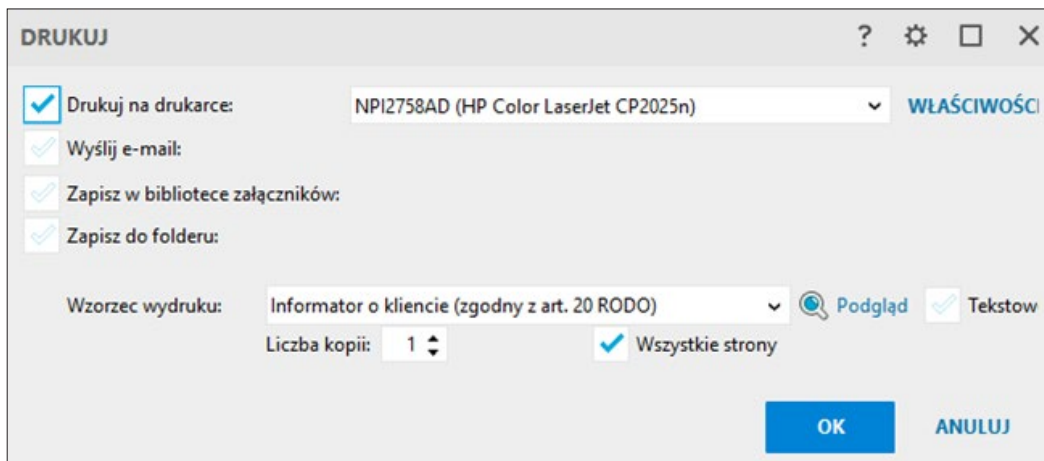 DRUKUJ ?
Drukuj na drukarce: NPI2758AD (HP Color LaserJet CP2025n) WŁAŚCIWOŚCI
Wyślij e-mail:
Zapisz w bibliotece załączników:
Zapisz do folderu:
Wzorzec wydruku: Informator o kliencie (zgodny z art. 20 RODO) Podgląd Tekstow
Liczba kopii: 1 Wszystkie strony
OK ANULUJ